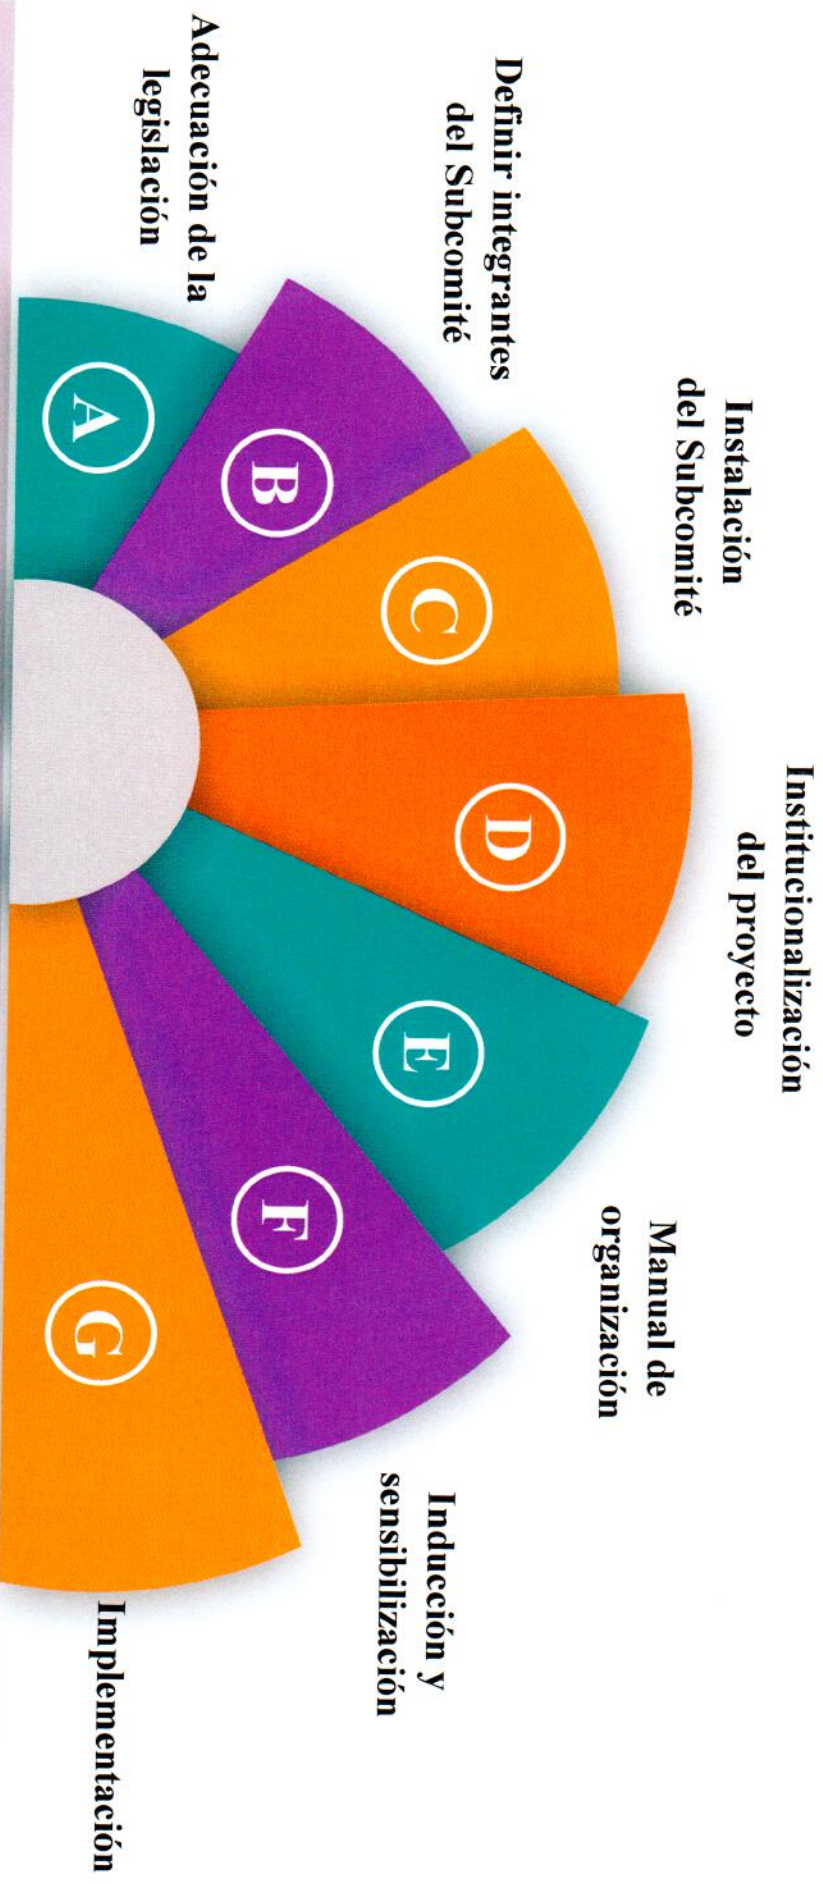 Adecuación de la
legislación
A
Definir integrantes
del Subcomité
B
Instalación
del Subcomité
C
Institucionalización
del proyecto
D
Manual de
organización
E
Inducción y
sensibilización
F
Implementación
G